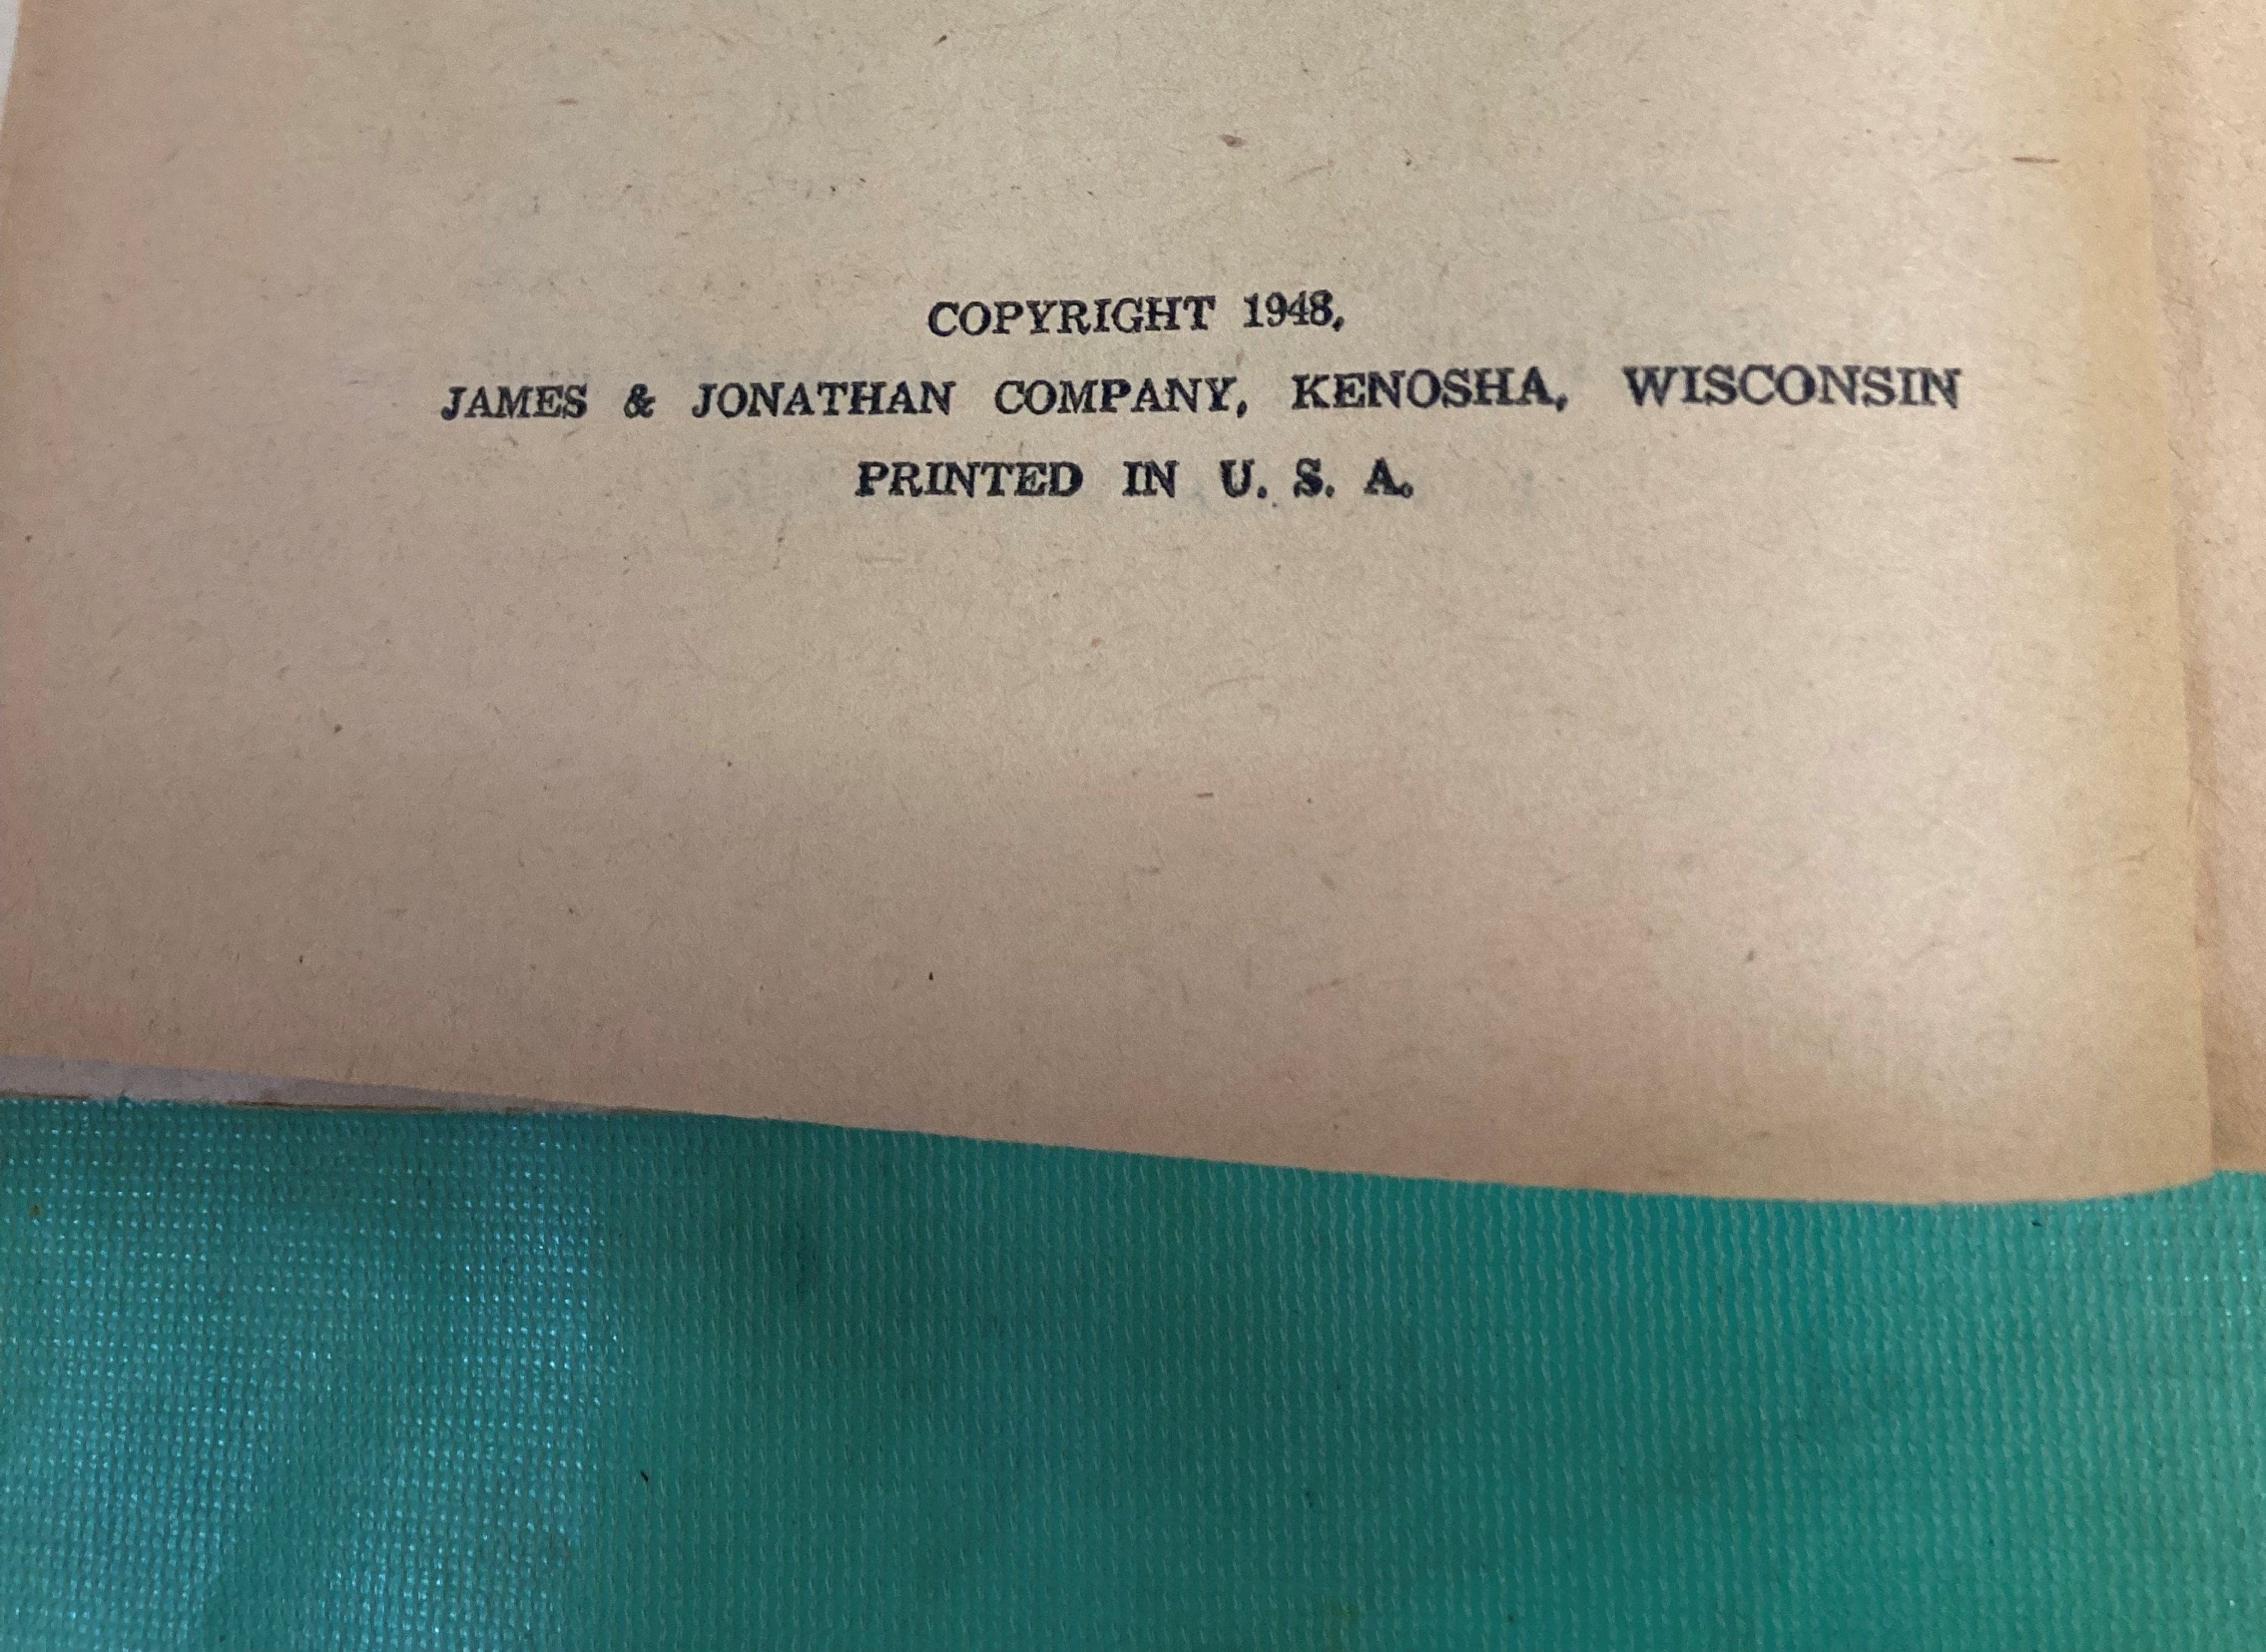 COPYRIGHT 1948,
JAMES & JONATHAN COMPANY, KENOSHA, WISCONSIN
PRINTED IN U. S. A.